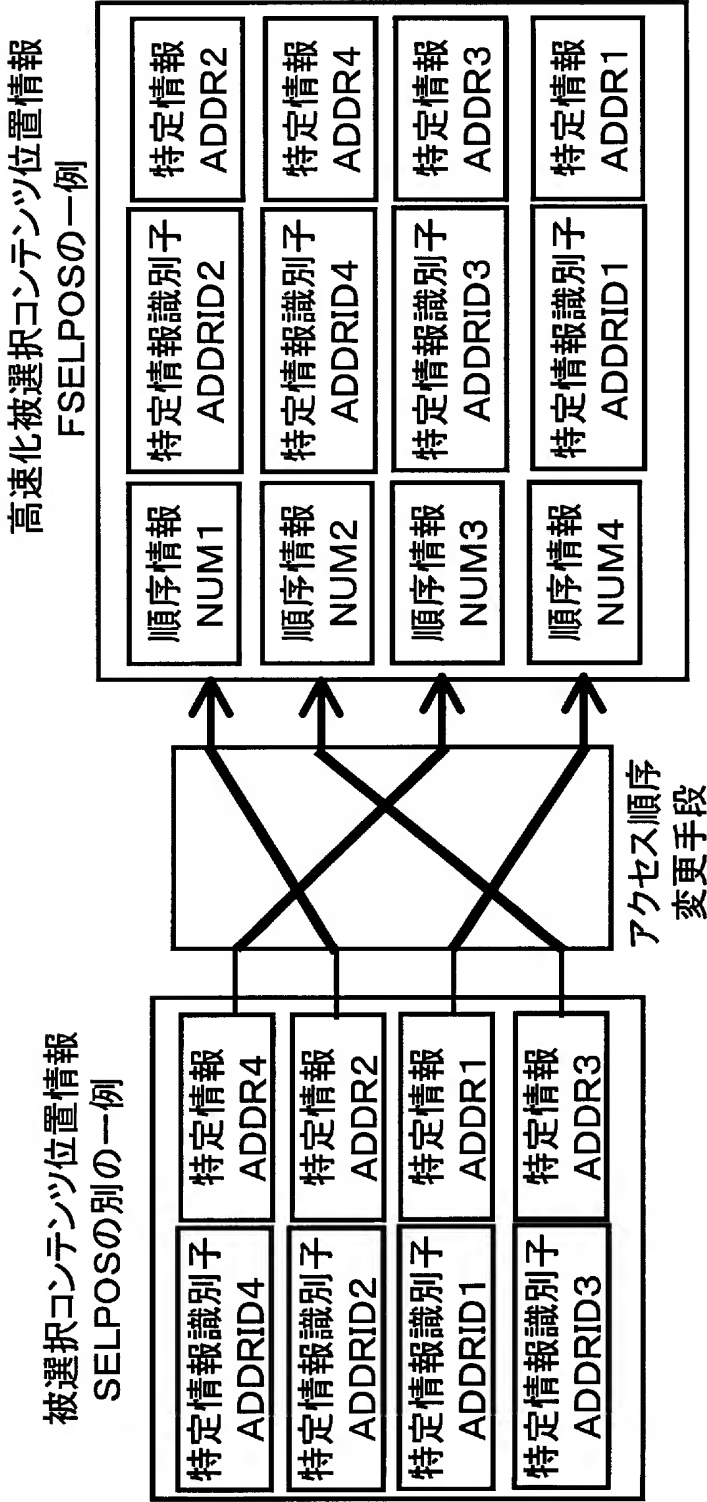 被選択コンテンツ位置情報
SELPOSの別の一例
特定情報識別子
ADDRID4
特定情報
ADDR4
特定情報識別子
ADDRID2
特定情報
ADDR2
特定情報識別子
ADDRID1
特定情報
ADDR1
特定情報識別子
ADDRID3
特定情報
ADDR3
アクセス順序
変更手段
高速化被選択コンテンツ位置情報
FSELPOSの一例
順序情報
NUM1
特定情報識別子
ADDRID2
特定情報
ADDR2
順序情報
NUM2
特定情報識別子
ADDRID4
特定情報
ADDR4
順序情報
NUM3
特定情報識別子
ADDRID3
特定情報
ADDR3
順序情報
NUM4
特定情報識別子
ADDRID1
特定情報
ADDR1